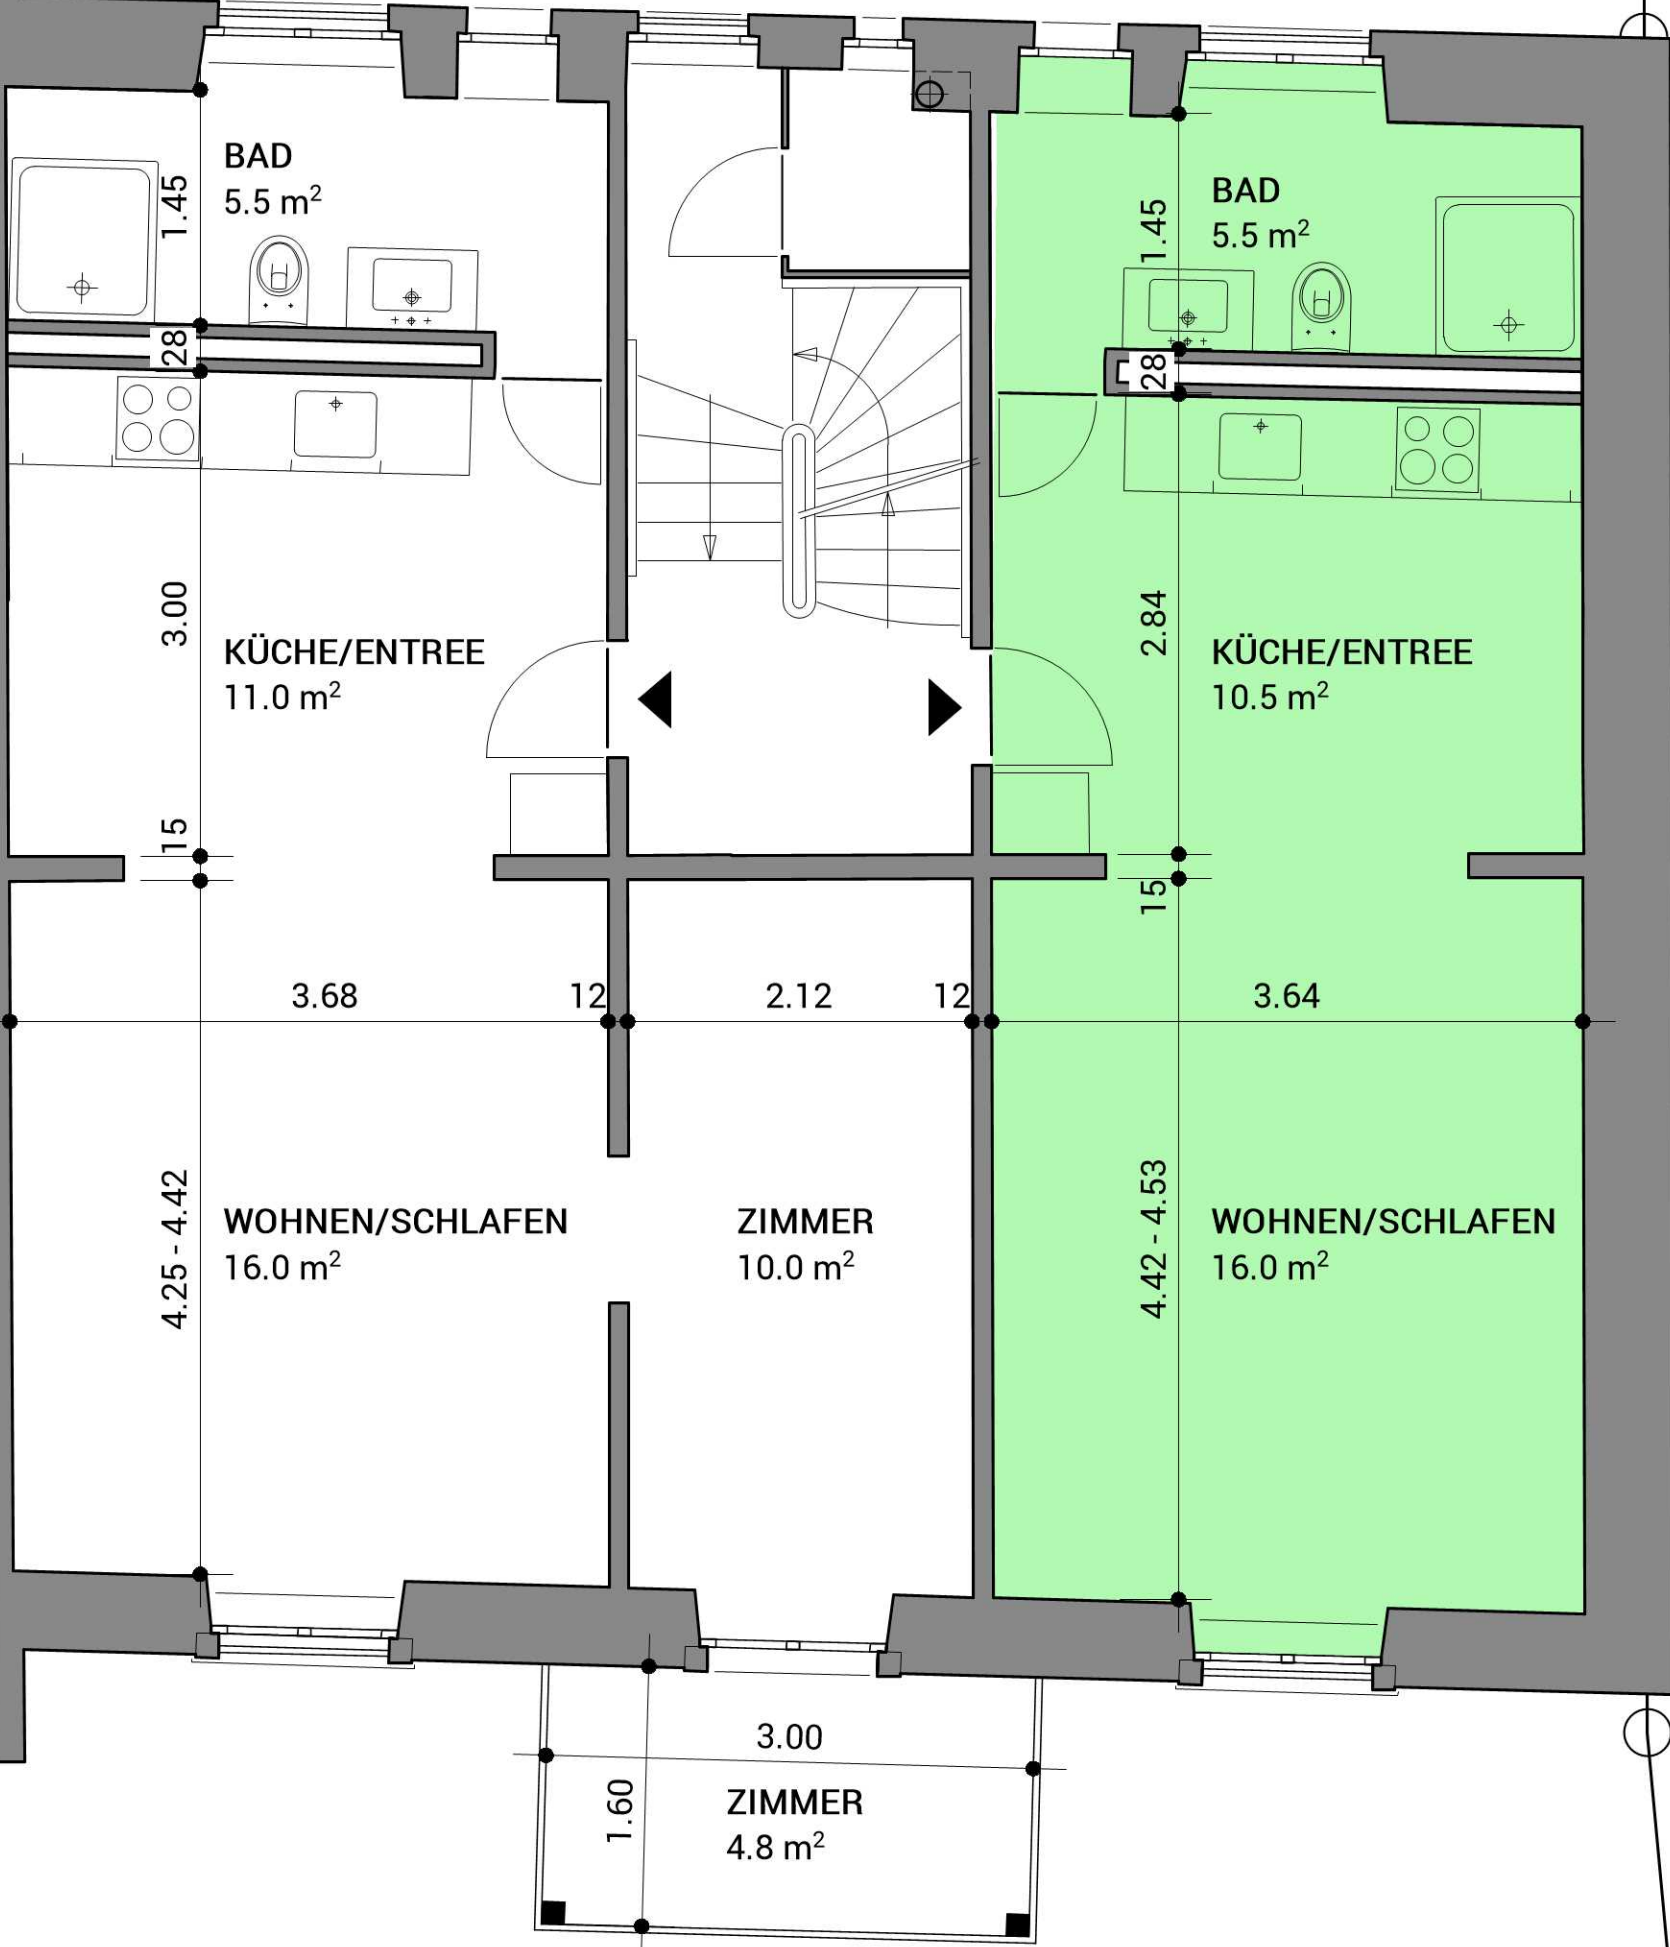 BAD
5.5 m²
1.45
28
BAD
5.5 m²
1.45
28
3.00
KÜCHE/ENTREE
11.0 m²
15
2.84
KÜCHE/ENTREE
10.5 m²
15
3.68
12
2.12
12
3.64
4.25 - 4.42
WOHNEN/SCHLAFEN
16.0 m²
ZIMMER
10.0 m²
4.42 - 4.53
WOHNEN/SCHLAFEN
16.0 m²
3.00
1.60
ZIMMER
4.8 m²